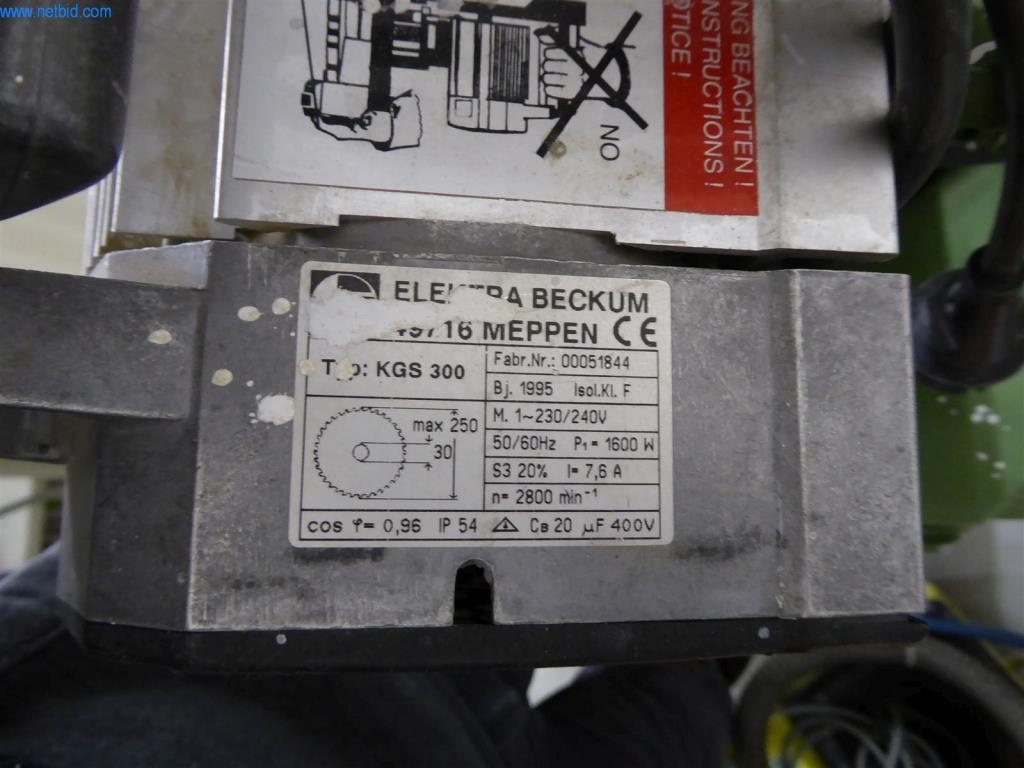 www.netbid.com
NO
NG BEACHTEN!
NSTRUCTIONS!
OTICE!
ELEKTRA BECKUM
49716 MEPPEN CE
Typ: KGS 300
Fabr.Nr.: 00051844
Bj. 1995 Isol.Kl. F
M. 1~230/240V
50/60Hz P₁ = 1600 W
S3 20% I= 7,6 A
n= 2800 min⁻¹
max 250
30
cos φ= 0,96 IP 54 CB 20 µF 400V